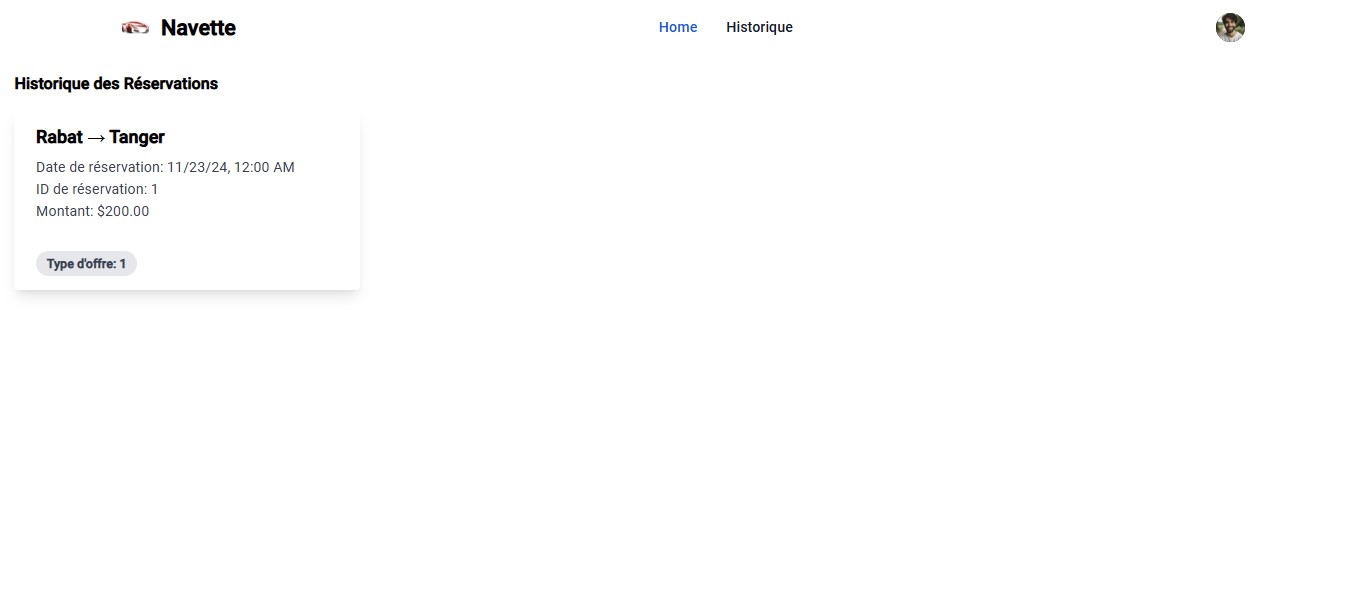 Navette
Home
Historique
Historique des Réservations
Rabat → Tanger
Date de réservation: 11/23/24, 12:00 AM
ID de réservation: 1
Montant: $200.00
Type d'offre: 1